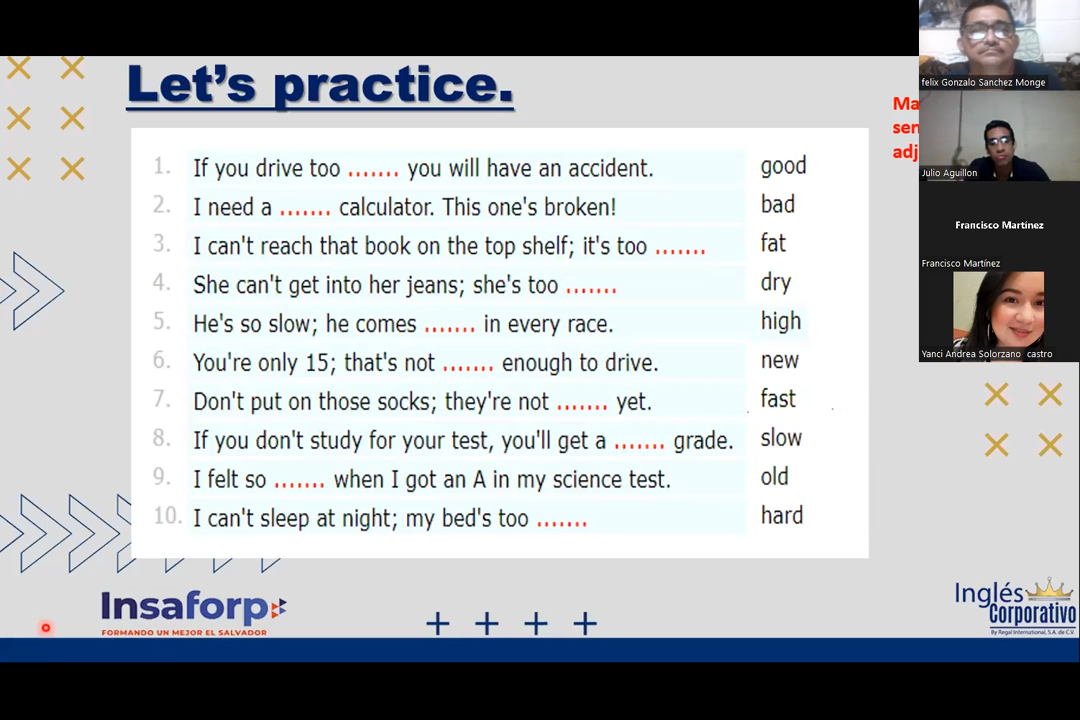 Let's practice.
1. If you drive too ....... you will have an accident. good
2. I need a ....... calculator. This one's broken! bad
3. I can't reach that book on the top shelf; it's too ....... fat
4. She can't get into her jeans; she's too ....... dry
5. He's so slow; he comes ....... in every race. high
6. You're only 15; that's not ....... enough to drive. new
7. Don't put on those socks; they're not ....... yet. fast
8. If you don't study for your test, you'll get a ....... grade. slow
9. I felt so ....... when I got an A in my science test. old
10. I can't sleep at night; my bed's too ....... hard
Insaforp
FORMANDO UN MEJOR EL SALVADOR
Inglés
Corporativo
By Regal International, S.A. de C.V.
felix Gonzalo Sanchez Monge
Julio Aguillon
Francisco Martínez
Francisco Martínez
Yanci Andrea Solorzano castro